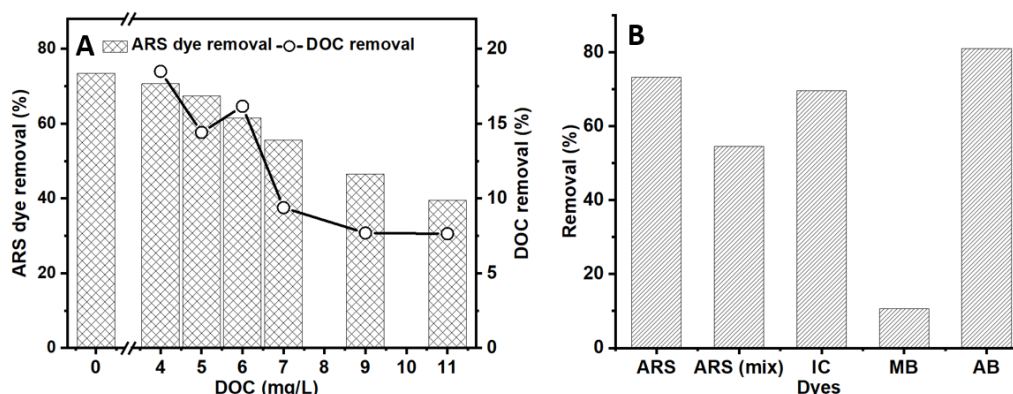 A
ARS dye removal
DOC removal
80
60
40
20
0
ARS dye removal (%)
20
15
10
5
0
DOC removal (%)
0 4 5 6 7 8 9 10 11
DOC (mg/L)
B
80
60
40
20
0
Removal (%)
ARS ARS (mix) IC MB AB
Dyes